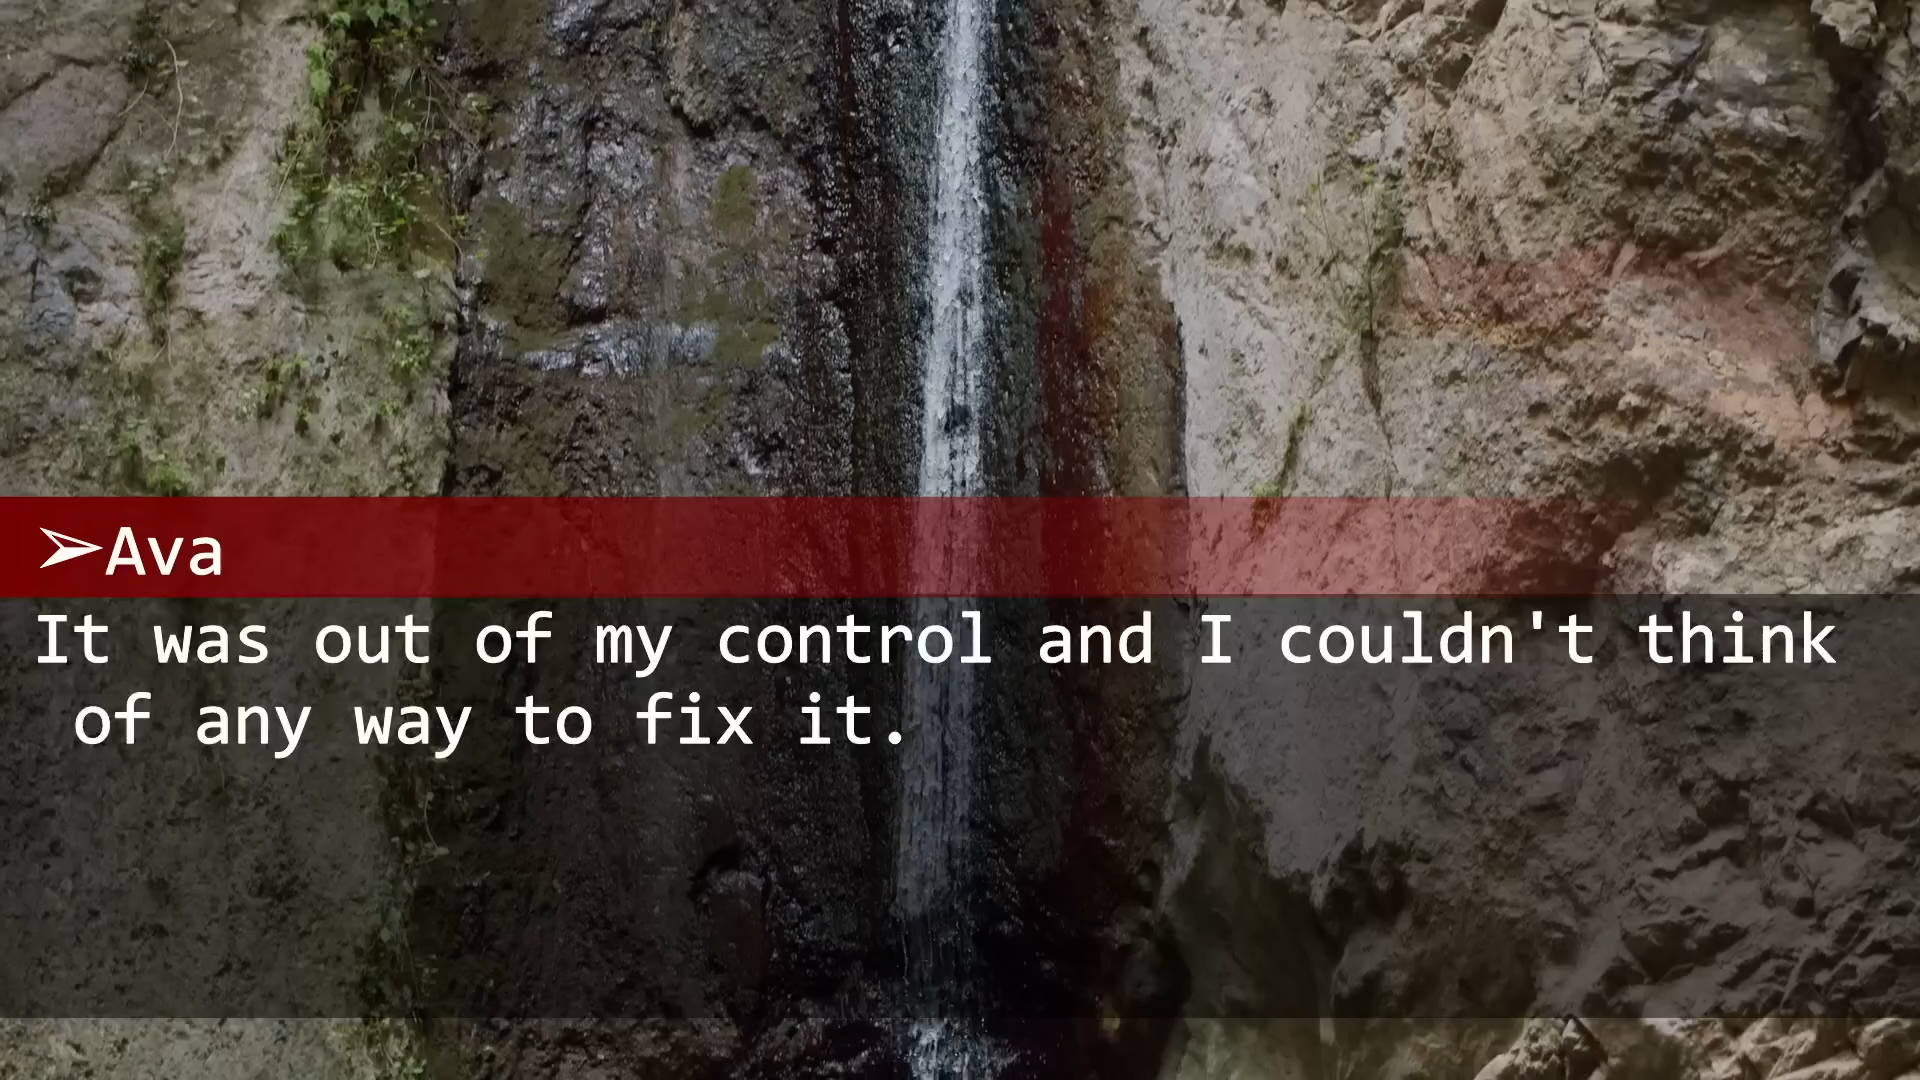 ➢Ava
It was out of my control and I couldn't think
of any way to fix it.